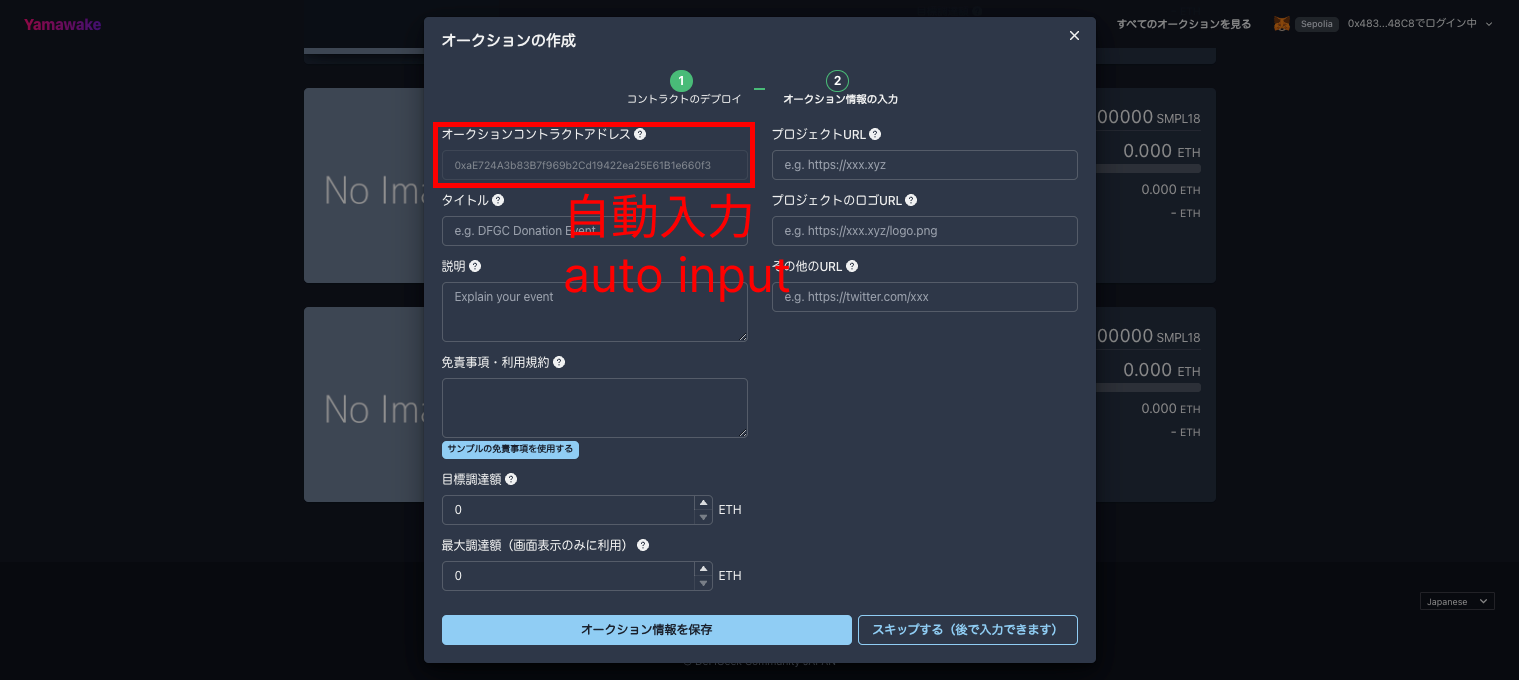 Yamawake
すべてのオークションを見る
Sepolia
0x483...48C8でログイン中
オークションの作成
1
2
コントラクトのデプロイ
オークション情報の入力
オークションコントラクトアドレス
0xaE724A3b83B7f969b2Cd19422ea25E61B1e660f3
プロジェクトURL
e.g. https://xxx.xyz
タイトル
e.g. DFGC Donation Event
プロジェクトのロゴURL
e.g. https://xxx.xyz/logo.png
自動入力
auto input
説明
Explain your event
その他のURL
e.g. https://twitter.com/xxx
免責事項・利用規約
サンプルの免責事項を使用する
目標調達額
0
ETH
最大調達額（画面表示のみに利用）
0
ETH
オークション情報を保存
スキップする（後で入力できます）
No
00000 SMPL18
0.000 ETH
0.000 ETH
- ETH
No
00000 SMPL18
0.000 ETH
0.000 ETH
- ETH
Japanese